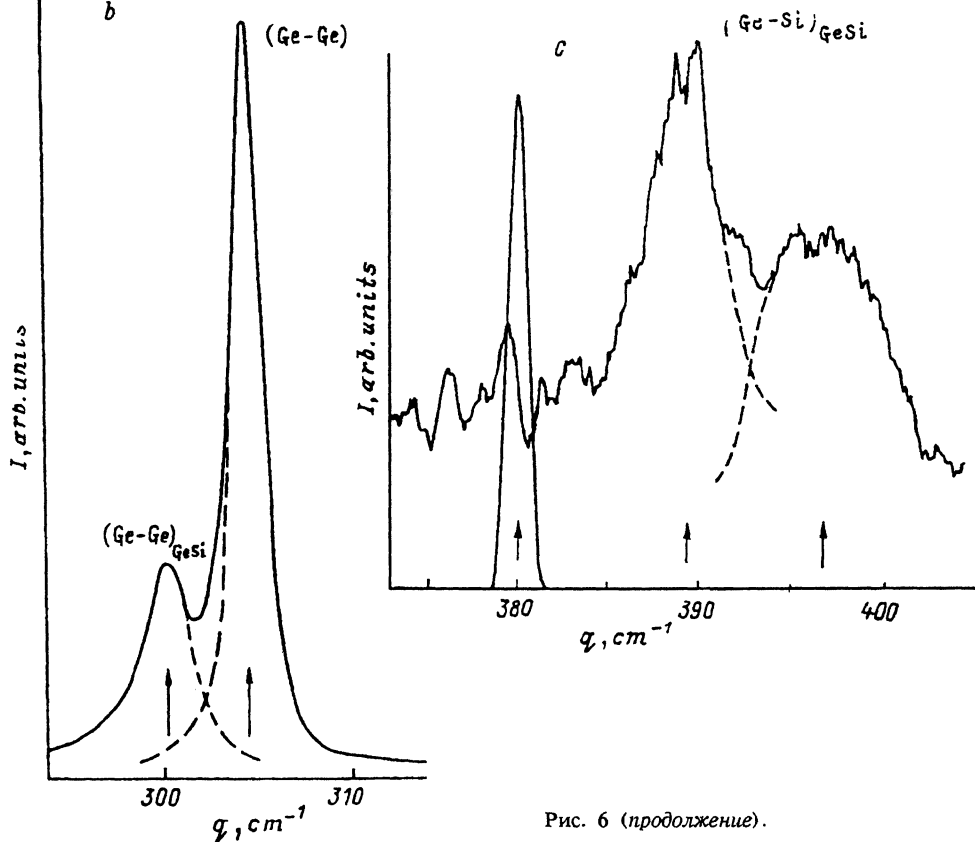 b
(Ge-Ge)
(Ge-Ge)GeSi
I, arb. units
300 310
q, cm⁻¹
c
(Ge-Si)GeSi
I, arb. units
380 390 400
q, cm⁻¹
Рис. 6 (продолжение).